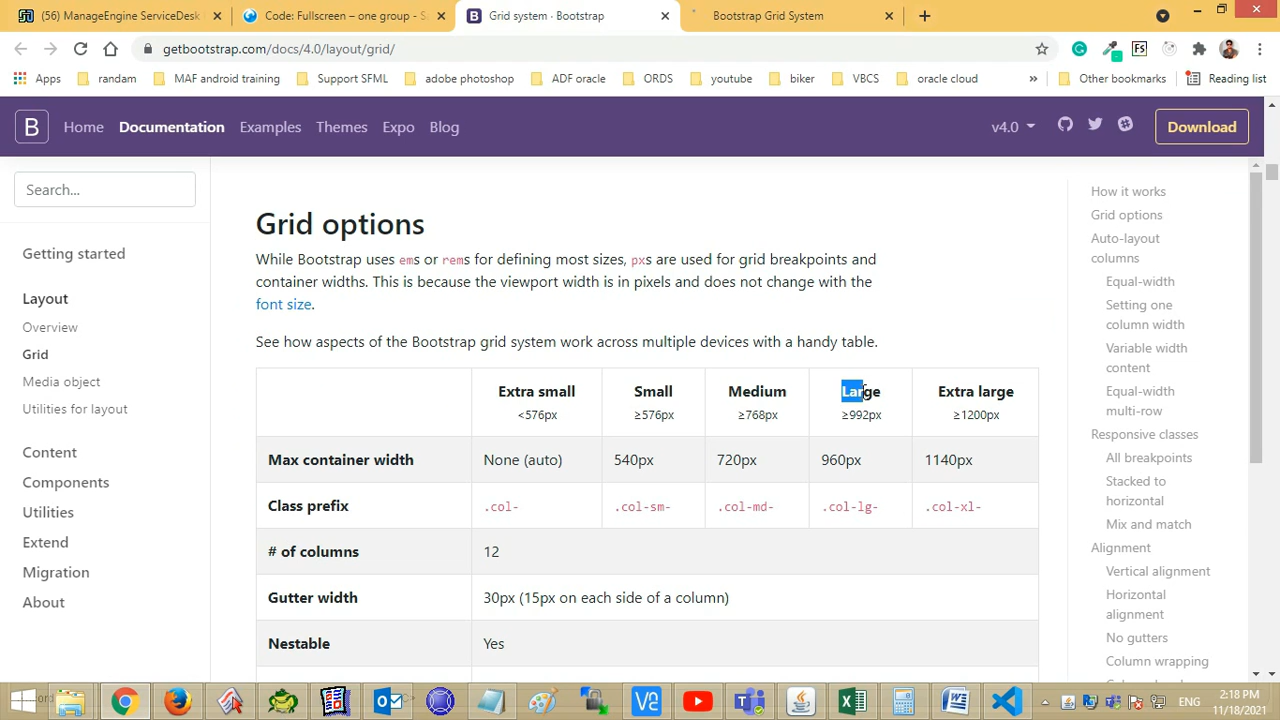 (56) ManageEngine ServiceDesk
Code: Fullscreen – one group - S
Grid system · Bootstrap
Bootstrap Grid System
getbootstrap.com/docs/4.0/layout/grid/
Apps
randam
MAF android training
Support SFML
adobe photoshop
ADF oracle
ORDS
youtube
biker
VBCS
oracle cloud
»
Other bookmarks
Reading list
B
Home
Documentation
Examples
Themes
Expo
Blog
v4.0
Download
Search...
Getting started
Layout
Overview
Grid
Media object
Utilities for layout
Content
Components
Utilities
Extend
Migration
About
Grid options
While Bootstrap uses ems or rems for defining most sizes, pxs are used for grid breakpoints and
container widths. This is because the viewport width is in pixels and does not change with the
font size.
See how aspects of the Bootstrap grid system work across multiple devices with a handy table.
Extra small Small Medium Large Extra large
<576px ≥576px ≥768px ≥992px ≥1200px
Max container width None (auto) 540px 720px 960px 1140px
Class prefix .col- .col-sm- .col-md- .col-lg- .col-xl-
# of columns 12
Gutter width 30px (15px on each side of a column)
Nestable Yes
How it works
Grid options
Auto-layout
columns
Equal-width
Setting one
column width
Variable width
content
Equal-width
multi-row
Responsive classes
All breakpoints
Stacked to
horizontal
Mix and match
Alignment
Vertical alignment
Horizontal
alignment
No gutters
Column wrapping
ENG
2:18 PM
11/18/2021